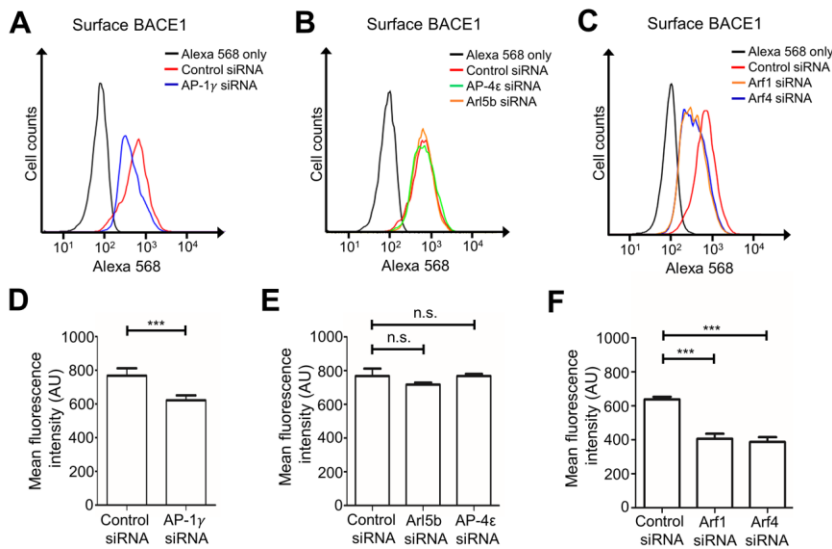 A
Surface BACE1
Alexa 568 only
Control siRNA
AP-1γ siRNA
Cell counts
10¹ 10² 10³ 10⁴
Alexa 568
B
Surface BACE1
Alexa 568 only
Control siRNA
AP-4ε siRNA
Arl5b siRNA
Cell counts
10¹ 10² 10³ 10⁴
Alexa 568
C
Surface BACE1
Alexa 568 only
Control siRNA
Arf1 siRNA
Arf4 siRNA
Cell counts
10¹ 10² 10³ 10⁴
Alexa 568
D
Mean fluorescence
intensity (AU)
1000
800
600
400
200
0
***
Control AP-1γ
siRNA siRNA
E
Mean fluorescence
intensity (AU)
1000
800
600
400
200
0
n.s.
n.s.
Control Arl5b AP-4ε
siRNA siRNA siRNA
F
Mean fluorescence
intensity (AU)
1000
800
600
400
200
0
***
***
Control Arf1 Arf4
siRNA siRNA siRNA